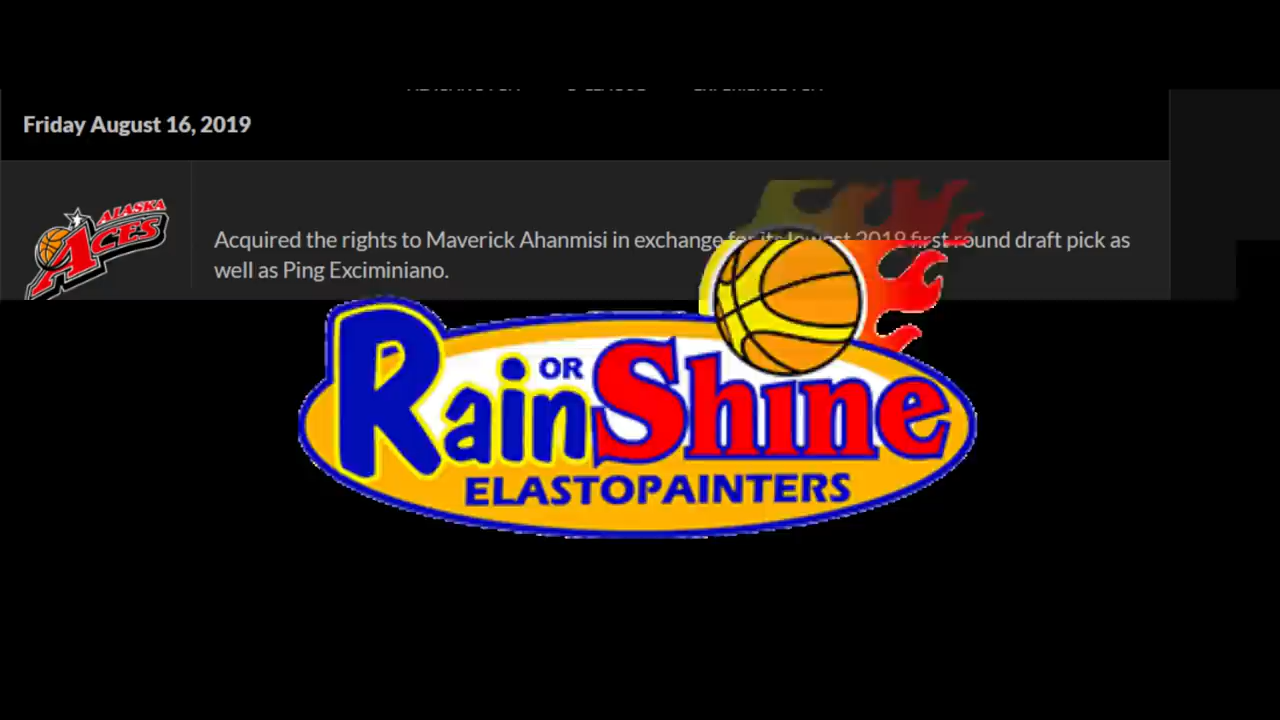 Friday August 16, 2019
ALASKA
ACES
Acquired the rights to Maverick Ahanmisi in exchange for its lowest 2019 first round draft pick as
well as Ping Exciminiano.
Rain OR Shine
ELASTOPAINTERS